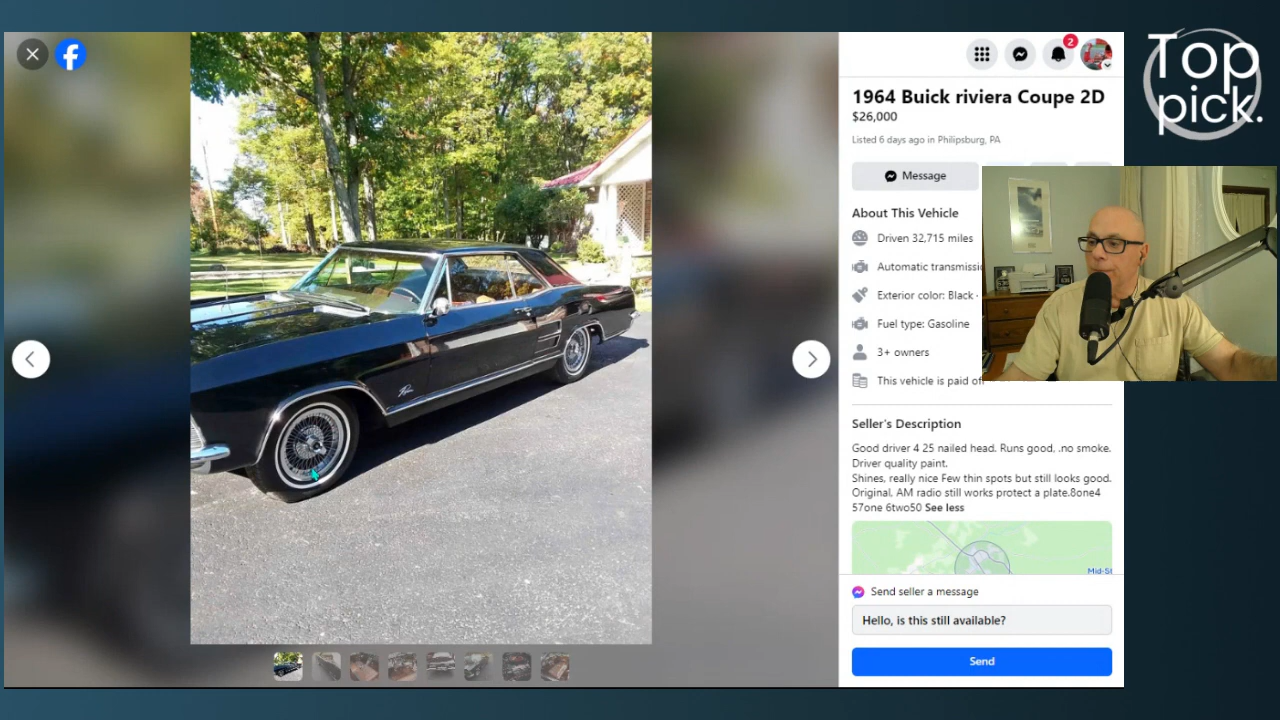 Top
pick.
2
1964 Buick riviera Coupe 2D
$26,000
Listed 6 days ago in Philipsburg, PA
Message
About This Vehicle
Driven 32,715 miles
Automatic transmissi
Exterior color: Black ·
Fuel type: Gasoline
3+ owners
This vehicle is paid of
Seller's Description
Good driver 4 25 nailed head. Runs good, .no smoke.
Driver quality paint.
Shines, really nice Few thin spots but still looks good.
Original, AM radio still works protect a plate.8one4
57one 6two50 See less
Mid-St
Send seller a message
Hello, is this still available?
Send